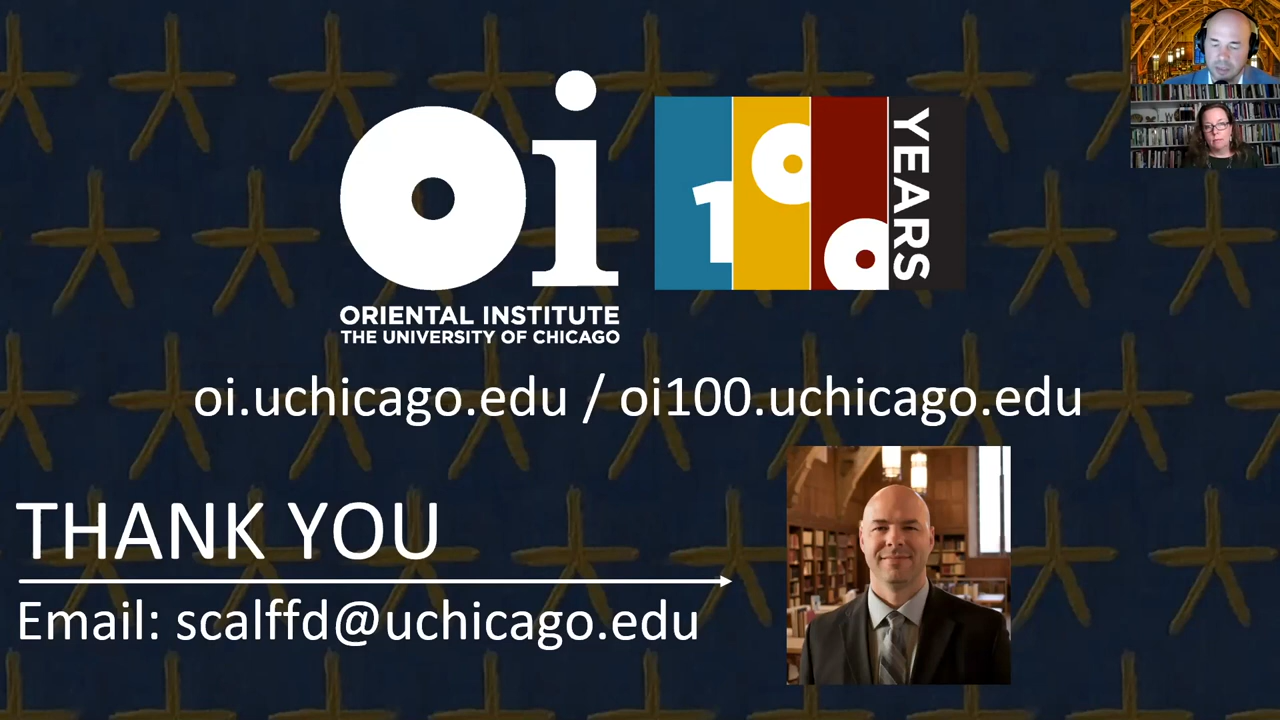 oi
ORIENTAL INSTITUTE
THE UNIVERSITY OF CHICAGO
100
YEARS
oi.uchicago.edu / oi100.uchicago.edu
THANK YOU
Email: scalffd@uchicago.edu